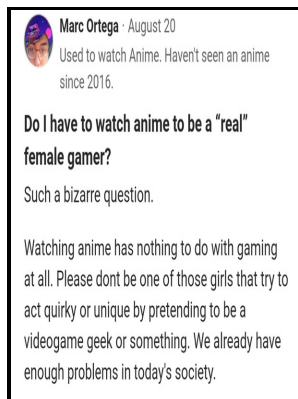 Marc Ortega · August 20
Used to watch Anime. Haven't seen an anime
since 2016.
Do I have to watch anime to be a “real”
female gamer?
Such a bizarre question.
Watching anime has nothing to do with gaming
at all. Please dont be one of those girls that try to
act quirky or unique by pretending to be a
videogame geek or something. We already have
enough problems in today's society.